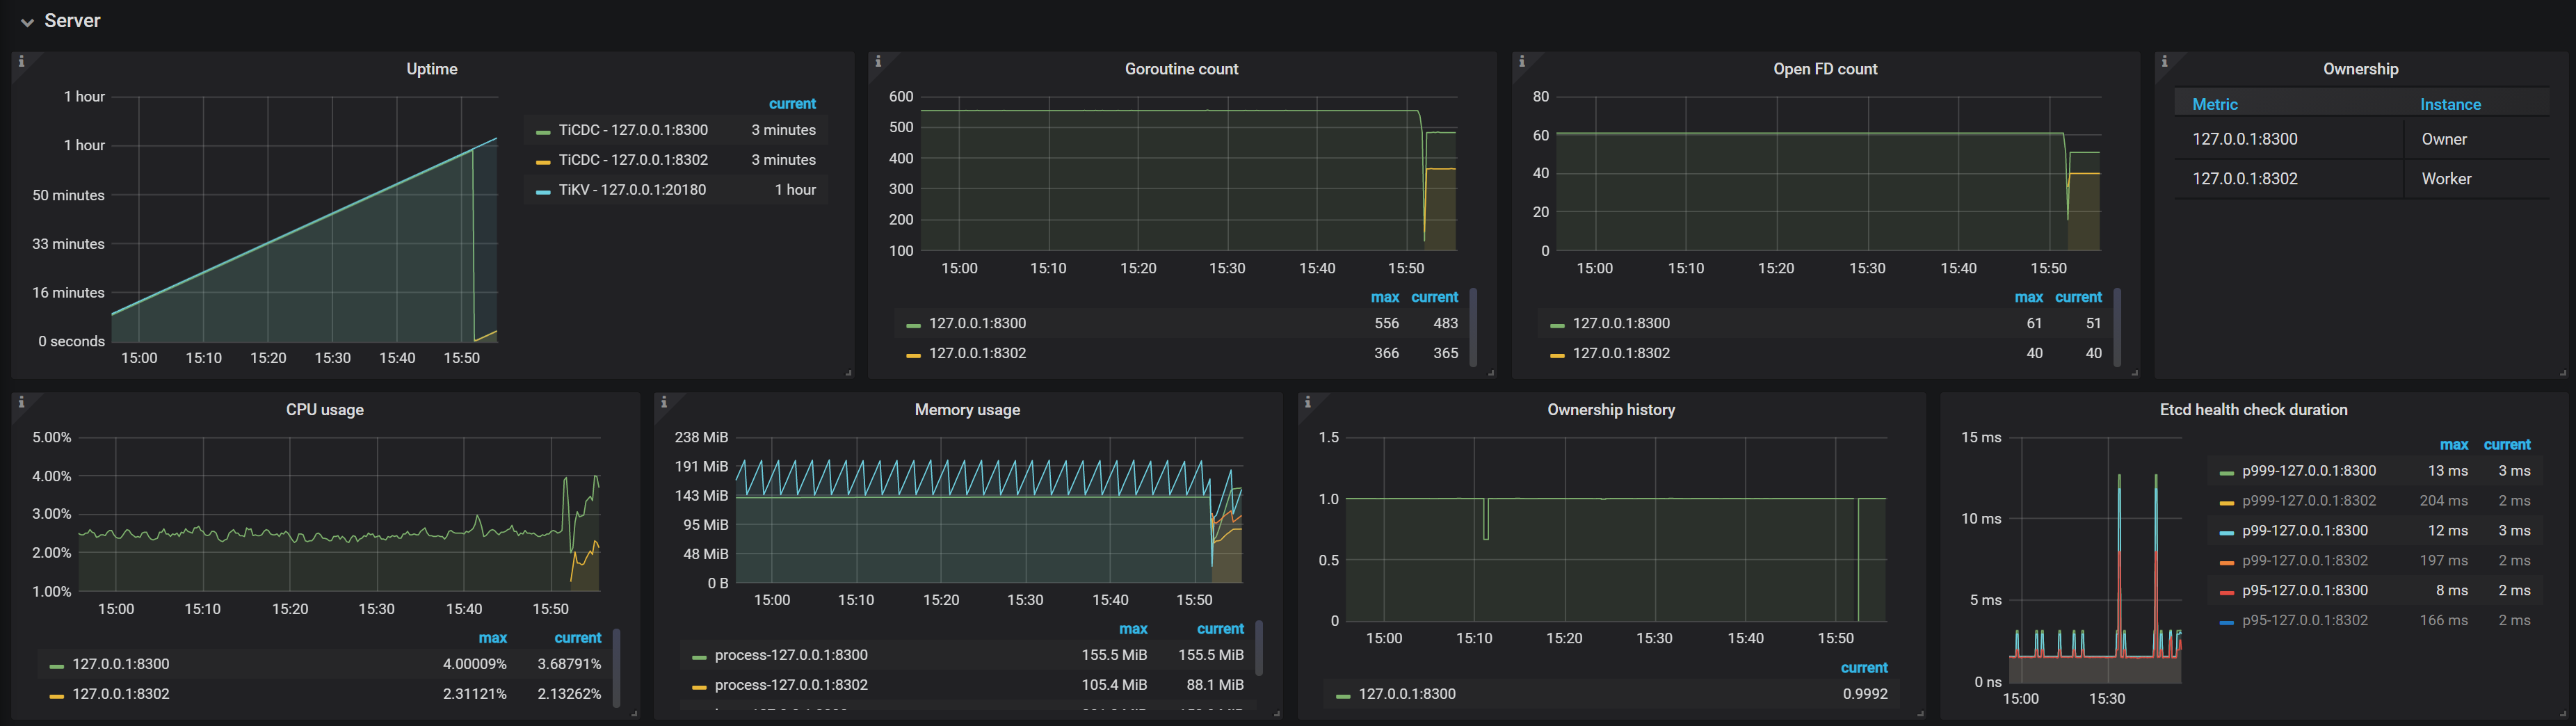 Server
Uptime
1 hour
1 hour
50 minutes
33 minutes
16 minutes
0 seconds
15:00 15:10 15:20 15:30 15:40 15:50
current
TiCDC - 127.0.0.1:8300 3 minutes
TiCDC - 127.0.0.1:8302 3 minutes
TiKV - 127.0.0.1:20180 1 hour
Goroutine count
600
500
400
300
200
100
15:00 15:10 15:20 15:30 15:40 15:50
max current
127.0.0.1:8300 556 483
127.0.0.1:8302 366 365
Open FD count
80
60
40
20
0
15:00 15:10 15:20 15:30 15:40 15:50
max current
127.0.0.1:8300 61 51
127.0.0.1:8302 40 40
Ownership
Metric Instance
127.0.0.1:8300 Owner
127.0.0.1:8302 Worker
CPU usage
5.00%
4.00%
3.00%
2.00%
1.00%
15:00 15:10 15:20 15:30 15:40 15:50
max current
127.0.0.1:8300 4.00009% 3.68791%
127.0.0.1:8302 2.31121% 2.13262%
Memory usage
238 MiB
191 MiB
143 MiB
95 MiB
48 MiB
0 B
15:00 15:10 15:20 15:30 15:40 15:50
max current
process-127.0.0.1:8300 155.5 MiB 155.5 MiB
process-127.0.0.1:8302 105.4 MiB 88.1 MiB
Ownership history
1.5
1.0
0.5
0
15:00 15:10 15:20 15:30 15:40 15:50
current
127.0.0.1:8300 0.9992
Etcd health check duration
15 ms
10 ms
5 ms
0 ns
15:00 15:30
max current
p999-127.0.0.1:8300 13 ms 3 ms
p999-127.0.0.1:8302 204 ms 2 ms
p99-127.0.0.1:8300 12 ms 3 ms
p99-127.0.0.1:8302 197 ms 2 ms
p95-127.0.0.1:8300 8 ms 2 ms
p95-127.0.0.1:8302 166 ms 2 ms